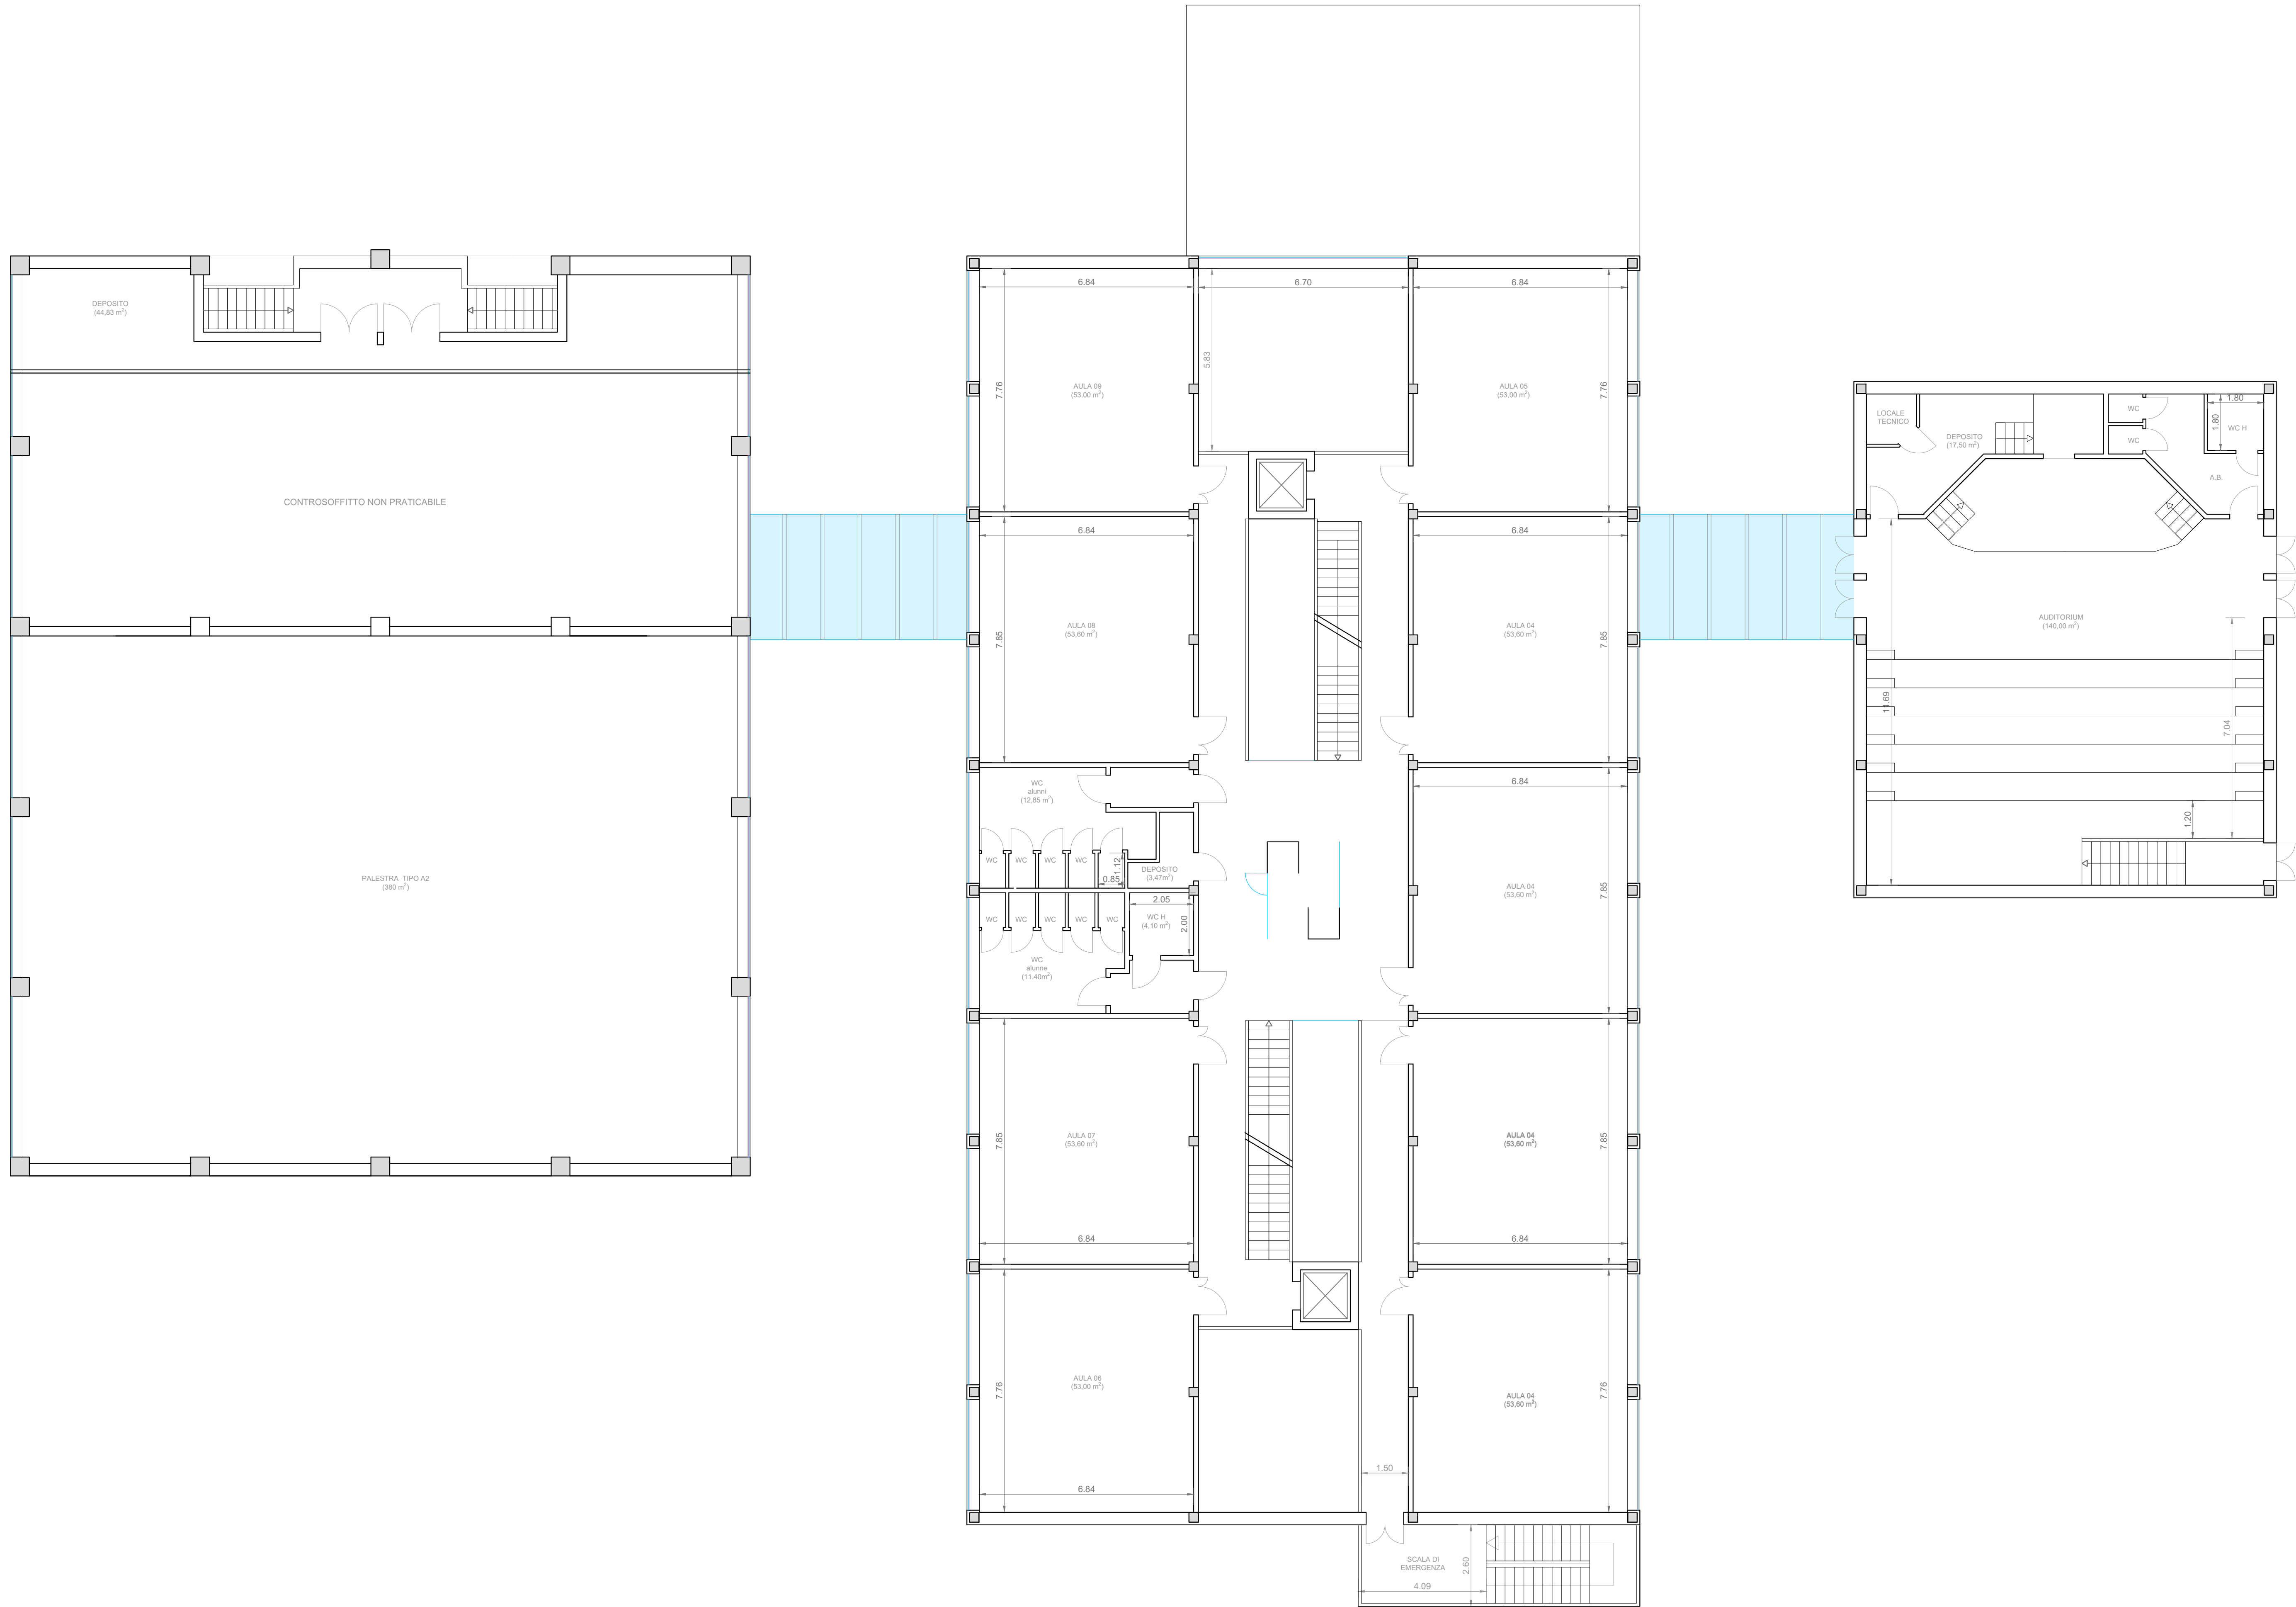 DEPOSITO
(44,83 m²)
CONTROSOFFITTO NON PRATICABILE
PALESTRA TIPO A2
(380 m²)
6.84
6.70
6.84
5.83
7.76
AULA 09
(53,00 m²)
AULA 05
(53,00 m²)
7.76
6.84
6.84
7.85
AULA 08
(53,60 m²)
AULA 04
(53,60 m²)
7.85
WC
alunni
(12,85 m²)
6.84
WC
WC
WC
WC
1.12
0.85
DEPOSITO
(3,47m²)
AULA 04
(53,60 m²)
7.85
2.05
WC
WC
WC
WC
WC
WC H
(4,10 m²)
2.00
WC
alunne
(11.40m²)
7.85
AULA 07
(53,60 m²)
AULA 04
(53,60 m²)
7.85
6.84
6.84
7.76
AULA 06
(53,00 m²)
AULA 04
(53,60 m²)
7.76
6.84
1.50
SCALA DI
EMERGENZA
2.60
4.09
LOCALE
TECNICO
DEPOSITO
(17,50 m²)
WC
WC
1.80
1.80
WC H
A.B.
AUDITORIUM
(140,00 m²)
11.69
7.04
1.20